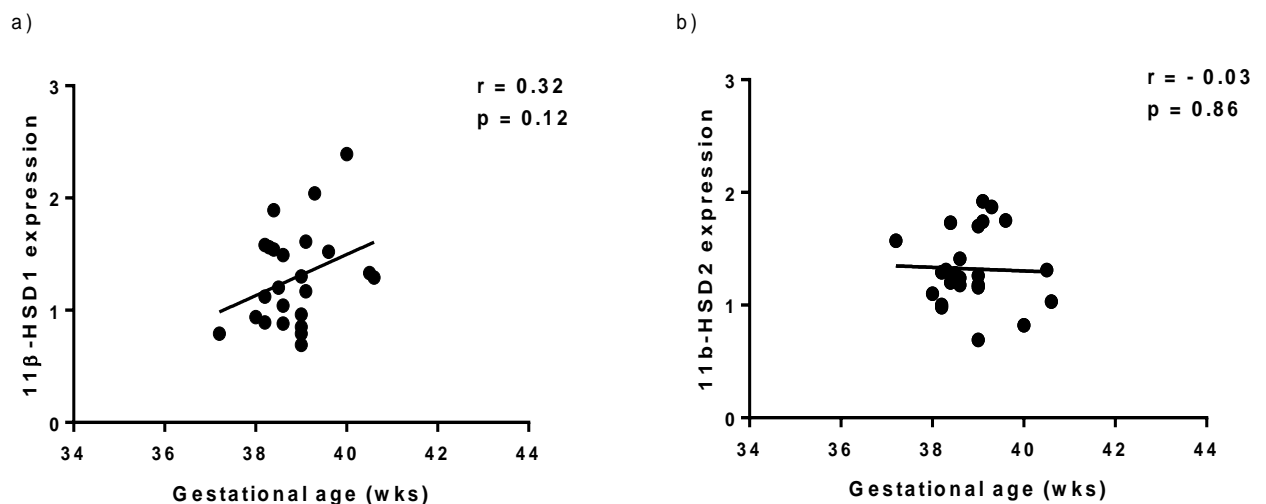 a)
r = 0.32
p = 0.12
3
2
1
0
11β-HSD1 expression
34 36 38 40 42 44
Gestational age (wks)
b)
r = - 0.03
p = 0.86
3
2
1
0
11b-HSD2 expression
34 36 38 40 42 44
Gestational age (wks)